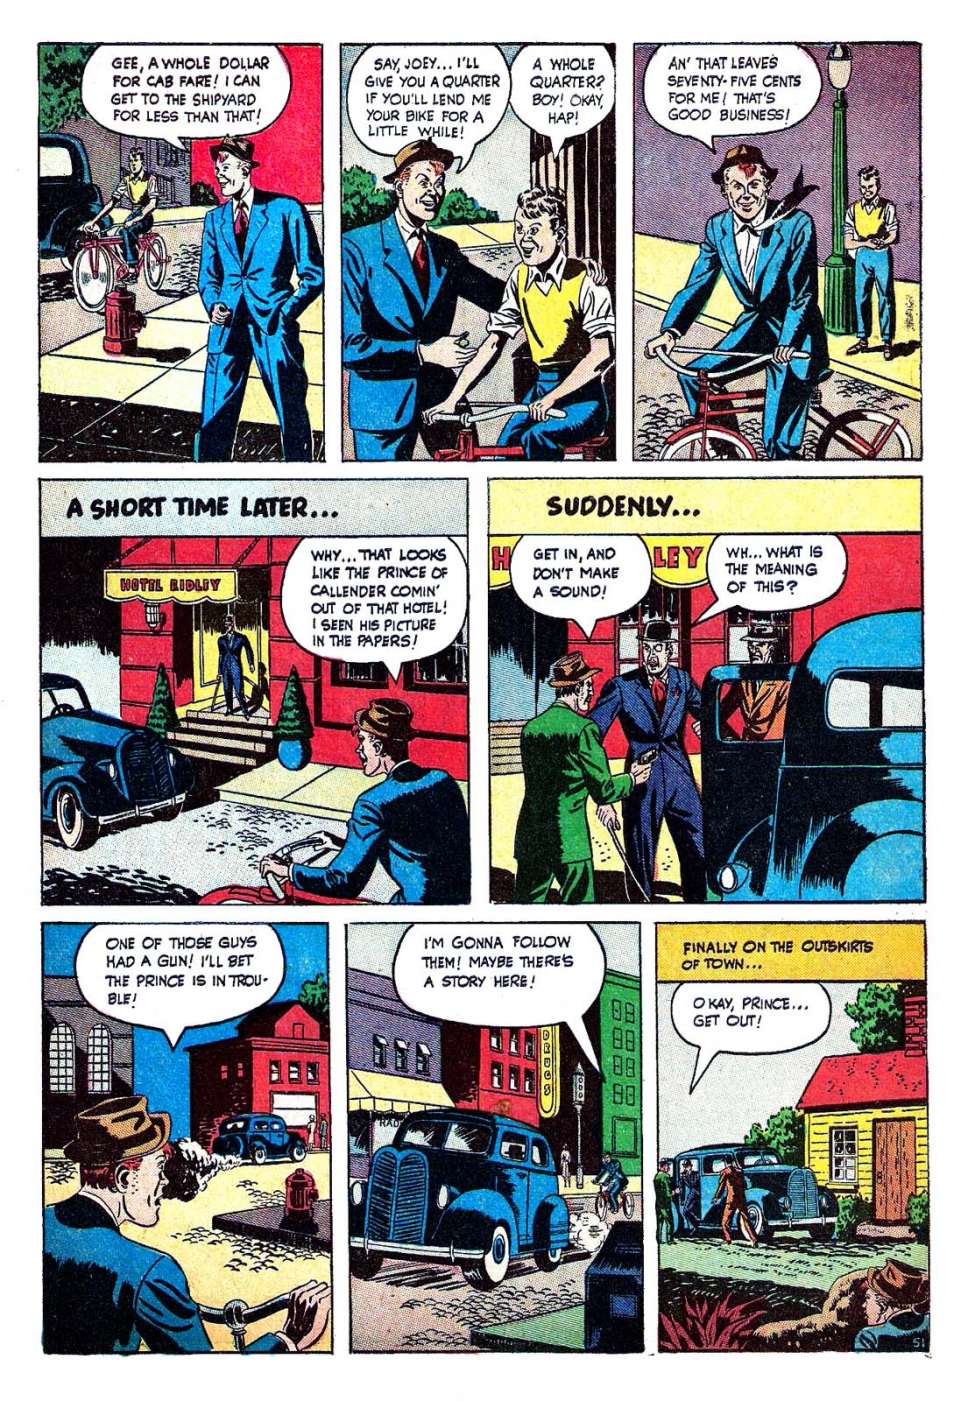 GEE, A WHOLE DOLLAR
FOR CAB FARE! I CAN
GET TO THE SHIPYARD
FOR LESS THAN THAT!
SAY, JOEY... I'LL
GIVE YOU A QUARTER
IF YOU'LL LEND ME
YOUR BIKE FOR A
LITTLE WHILE!
A WHOLE
QUARTER?
BOY! OKAY,
HAP!
AN' THAT LEAVES
SEVENTY-FIVE CENTS
FOR ME! THAT'S
GOOD BUSINESS!
A SHORT TIME LATER...
HOTEL RIDLEY
WHY... THAT LOOKS
LIKE THE PRINCE OF
CALLENDER COMIN'
OUT OF THAT HOTEL!
I SEEN HIS PICTURE
IN THE PAPERS!
SUDDENLY...
H
LEY
GET IN, AND
DON'T MAKE
A SOUND!
WH... WHAT IS
THE MEANING
OF THIS?
ONE OF THOSE GUYS
HAD A GUN! I'LL BET
THE PRINCE IS IN TROU-
BLE!
I'M GONNA FOLLOW
THEM! MAYBE THERE'S
A STORY HERE!
DRUGS
RAD
FINALLY ON THE OUTSKIRTS
OF TOWN...
OKAY, PRINCE...
GET OUT!
51